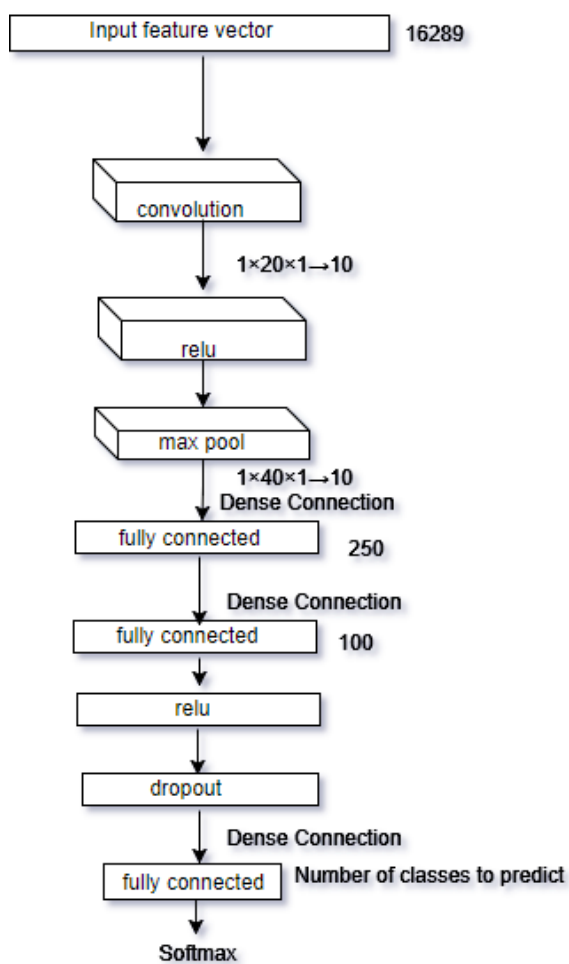 Input feature vector
16289
convolution
1×20×1→10
relu
max pool
1×40×1→10
Dense Connection
fully connected
250
Dense Connection
fully connected
100
relu
dropout
Dense Connection
fully connected
Number of classes to predict
Softmax